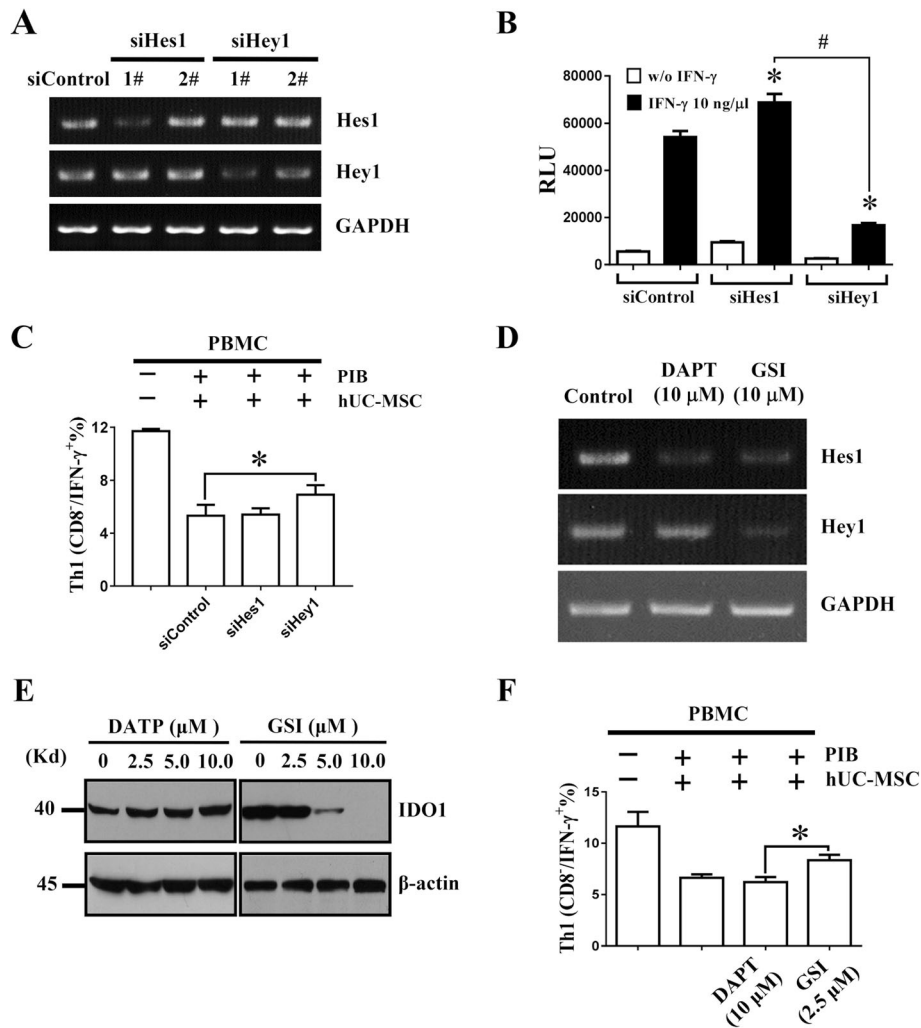 A
siHes1 siHey1
siControl 1# 2# 1# 2#
Hes1
Hey1
GAPDH
B
#
80000
60000
40000
20000
0
RLU
w/o IFN-γ
IFN-γ 10 ng/μl
*
*
siControl siHes1 siHey1
C
PBMC
− + + + PIB
− + + + hUC-MSC
Th1 (CD8⁻/IFN-γ⁺%)
12
9
6
3
0
*
siControl siHes1 siHey1
D
DAPT GSI
Control (10 μM) (10 μM)
Hes1
Hey1
GAPDH
E
DATP (μM ) GSI (μM )
(Kd) 0 2.5 5.0 10.0 0 2.5 5.0 10.0
40 IDO1
45 β-actin
F
PBMC
− + + + PIB
− + + + hUC-MSC
Th1 (CD8⁻/IFN-γ⁺%)
15
10
5
0
*
DAPT
(10 μM)
GSI
(2.5 μM)